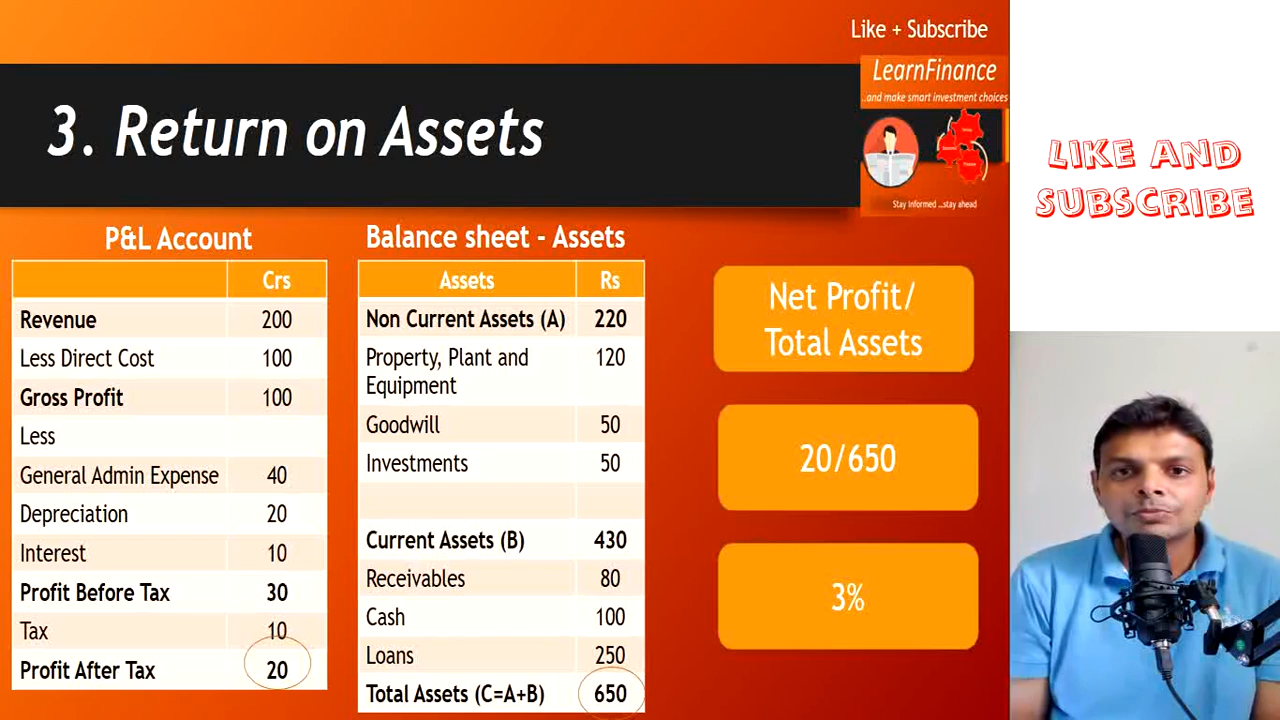 Like + Subscribe
LearnFinance
..and make smart investment choices
Stay Informed ...stay ahead
3. Return on Assets
LIKE AND
SUBSCRIBE
P&L Account
Crs
Revenue 200
Less Direct Cost 100
Gross Profit 100
Less
General Admin Expense 40
Depreciation 20
Interest 10
Profit Before Tax 30
Tax 10
Profit After Tax 20
Balance sheet - Assets
Assets Rs
Non Current Assets (A) 220
Property, Plant and 120
Equipment
Goodwill 50
Investments 50
Current Assets (B) 430
Receivables 80
Cash 100
Loans 250
Total Assets (C=A+B) 650
Net Profit/
Total Assets
20/650
3%